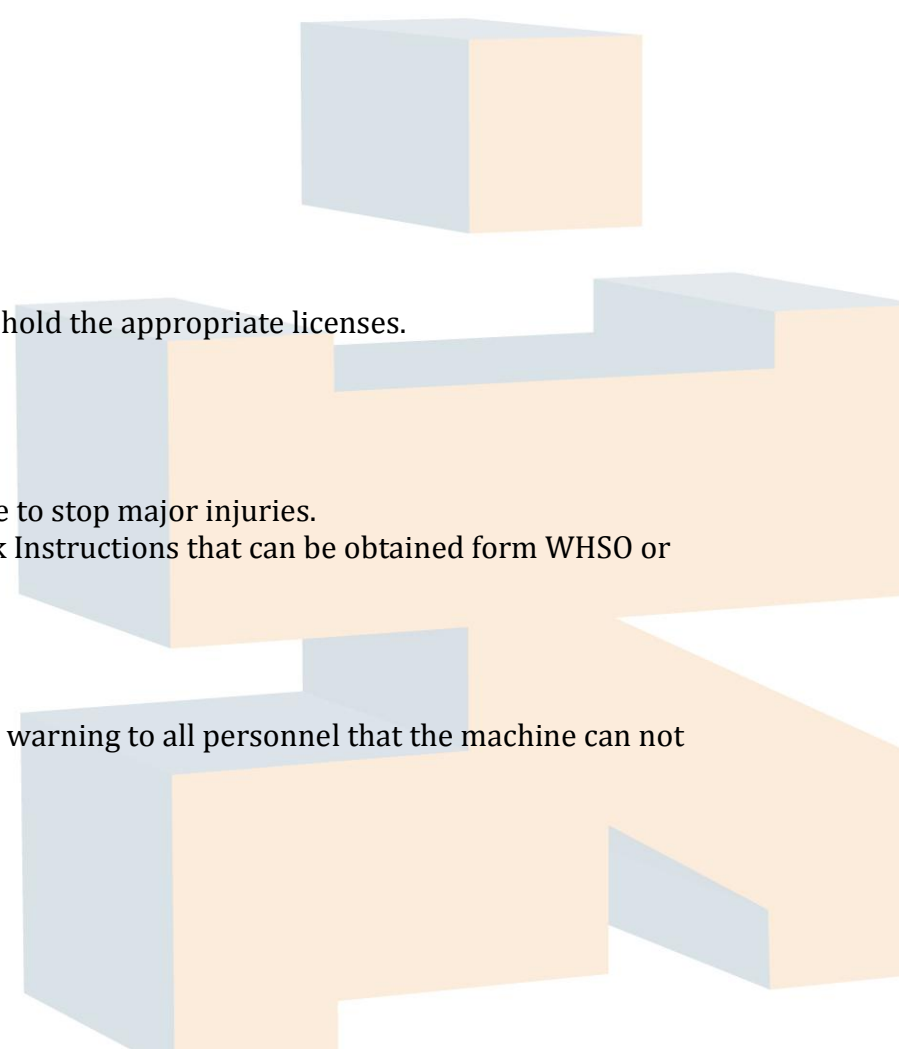 hold the appropriate licenses.
to stop major injuries.
Instructions that can be obtained form WHSO or
warning to all personnel that the machine can not